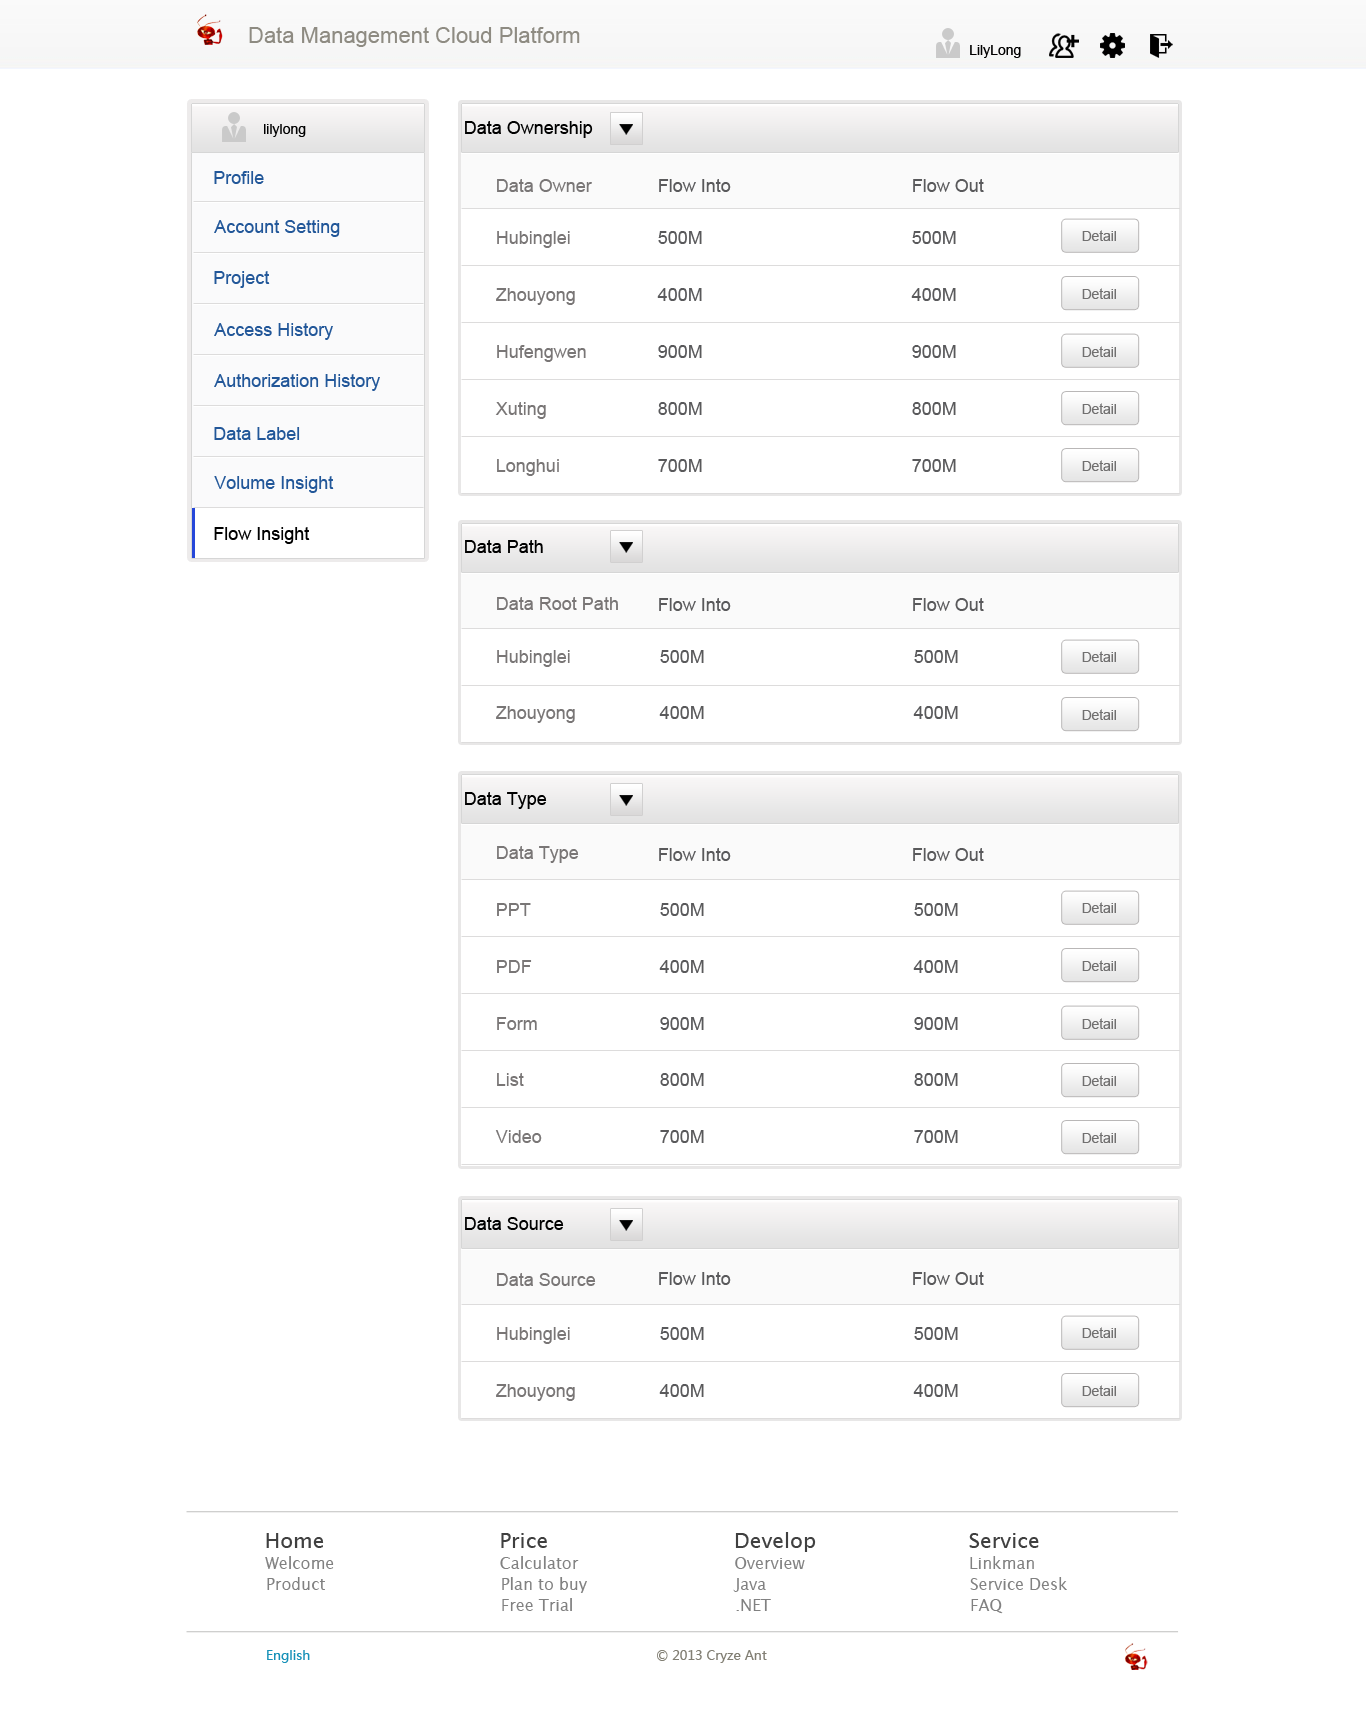 Data Management Cloud Platform
LilyLong
lilylong
Profile
Account Setting
Project
Access History
Authorization History
Data Label
Volume Insight
Flow Insight
Data Ownership
Data Owner Flow Into Flow Out
Hubinglei 500M 500M Detail
Zhouyong 400M 400M Detail
Hufengwen 900M 900M Detail
Xuting 800M 800M Detail
Longhui 700M 700M Detail
Data Path
Data Root Path Flow Into Flow Out
Hubinglei 500M 500M Detail
Zhouyong 400M 400M Detail
Data Type
Data Type Flow Into Flow Out
PPT 500M 500M Detail
PDF 400M 400M Detail
Form 900M 900M Detail
List 800M 800M Detail
Video 700M 700M Detail
Data Source
Data Source Flow Into Flow Out
Hubinglei 500M 500M Detail
Zhouyong 400M 400M Detail
Home Price Develop Service
Welcome Calculator Overview Linkman
Product Plan to buy Java Service Desk
Free Trial .NET FAQ
English © 2013 Cryze Ant